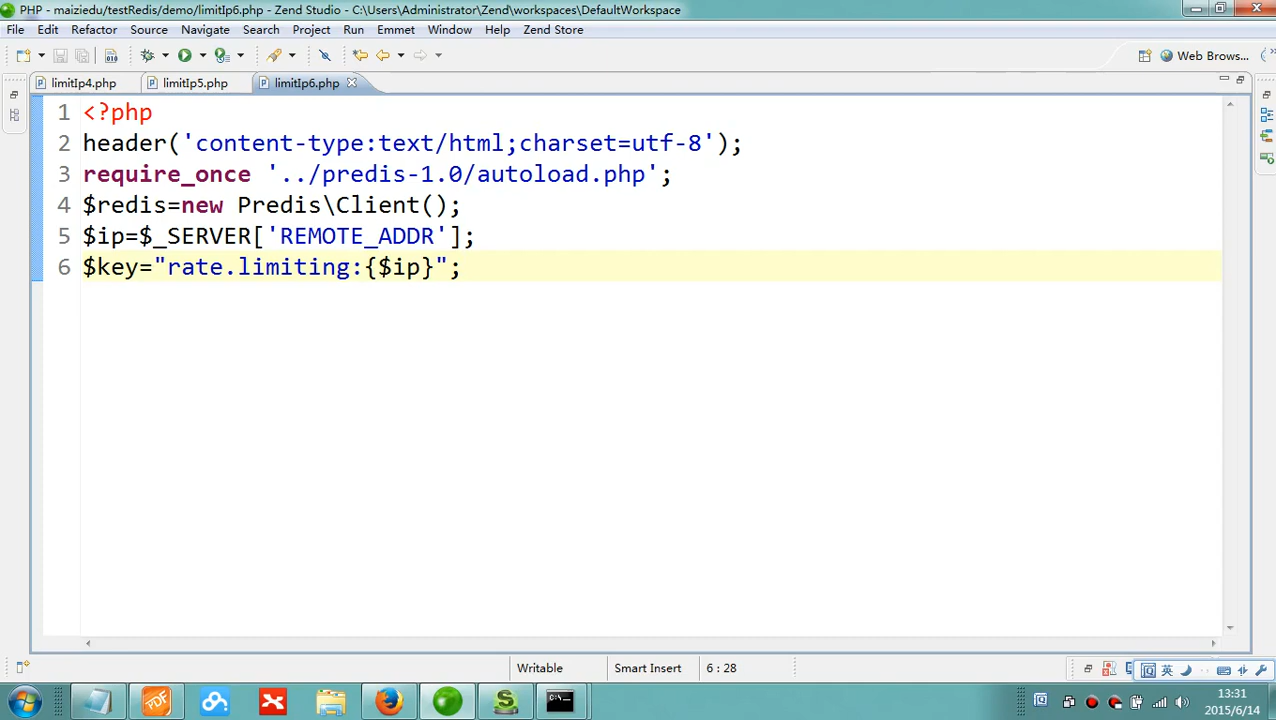 PHP - maiziedu/testRedis/demo/limitIp6.php - Zend Studio - C:\Users\Administrator\Zend\workspaces\DefaultWorkspace
File Edit Refactor Source Navigate Search Project Run Emmet Window Help Zend Store
Web Brows...
limitIp4.php limitIp5.php limitIp6.php
1 <?php
2 header('content-type:text/html;charset=utf-8');
3 require_once '../predis-1.0/autoload.php';
4 $redis=new Predis\Client();
5 $ip=$_SERVER['REMOTE_ADDR'];
6 $key="rate.limiting:{$ip}";
Writable Smart Insert 6 : 28
英
13:31
2015/6/14